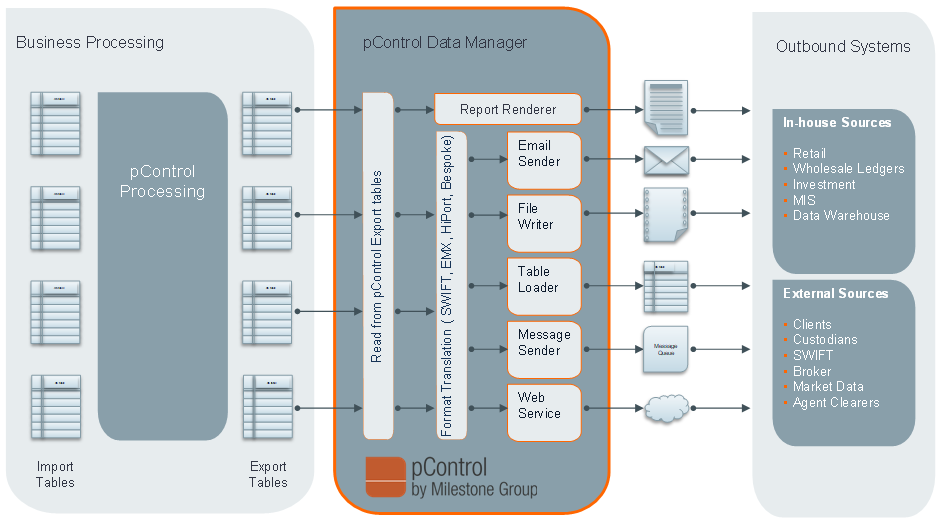 Business Processing
pControl
Processing
Import
Tables
Export
Tables
pControl Data Manager
Read from pControl Export tables
Report Renderer
Format Translation ( SWIFT, EMX, HiPort, Bespoke)
Email
Sender
File
Writer
Table
Loader
Message
Sender
Web
Service
pControl
by Milestone Group
Message
Queue
Outbound Systems
In-house Sources
• Retail
• Wholesale Ledgers
• Investment
• MIS
• Data Warehouse
External Sources
• Clients
• Custodians
• SWIFT
• Broker
• Market Data
• Agent Clearers